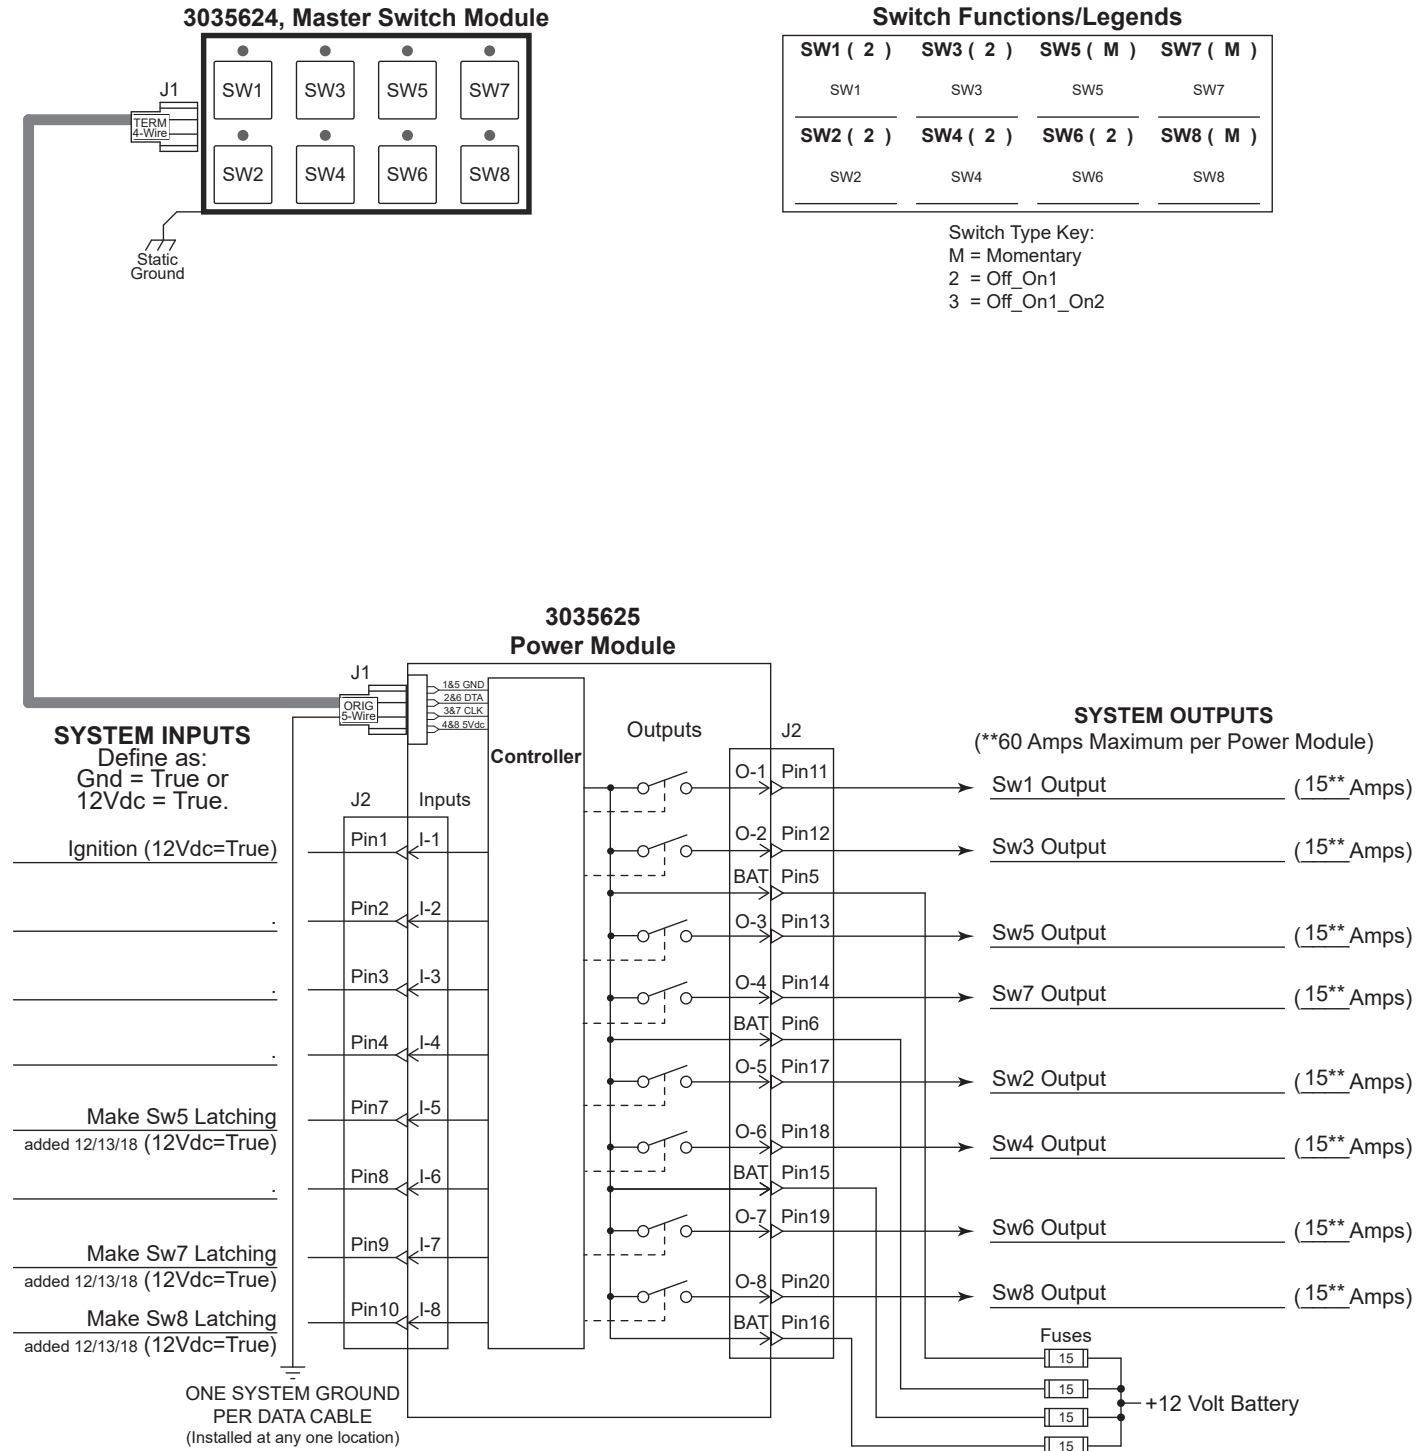 3035624, Master Switch Module
J1
TERM
4-Wire
SW1 SW3 SW5 SW7
SW2 SW4 SW6 SW8
Static
Ground
Switch Functions/Legends
SW1 ( 2 ) SW3 ( 2 ) SW5 ( M ) SW7 ( M )
SW1 SW3 SW5 SW7
SW2 ( 2 ) SW4 ( 2 ) SW6 ( 2 ) SW8 ( M )
SW2 SW4 SW6 SW8
Switch Type Key:
M = Momentary
2 = Off_On1
3 = Off_On1_On2
3035625
Power Module
J1
ORIG
5-Wire
1&5 GND
2&6 DTA
3&7 CLK
4&8 5Vdc
Controller
SYSTEM INPUTS
Define as:
Gnd = True or
12Vdc = True.
J2 Inputs
Ignition (12Vdc=True) Pin1 I-1
. Pin2 I-2
. Pin3 I-3
. Pin4 I-4
Make Sw5 Latching Pin7 I-5
added 12/13/18 (12Vdc=True)
. Pin8 I-6
Make Sw7 Latching Pin9 I-7
added 12/13/18 (12Vdc=True)
Make Sw8 Latching Pin10 I-8
added 12/13/18 (12Vdc=True)
ONE SYSTEM GROUND
PER DATA CABLE
(Installed at any one location)
Outputs J2
SYSTEM OUTPUTS
(**60 Amps Maximum per Power Module)
O-1 Pin11 Sw1 Output (15** Amps)
O-2 Pin12 Sw3 Output (15** Amps)
BAT Pin5
O-3 Pin13 Sw5 Output (15** Amps)
O-4 Pin14 Sw7 Output (15** Amps)
BAT Pin6
O-5 Pin17 Sw2 Output (15** Amps)
O-6 Pin18 Sw4 Output (15** Amps)
BAT Pin15
O-7 Pin19 Sw6 Output (15** Amps)
O-8 Pin20 Sw8 Output (15** Amps)
BAT Pin16
Fuses
15
15
15
15
+12 Volt Battery